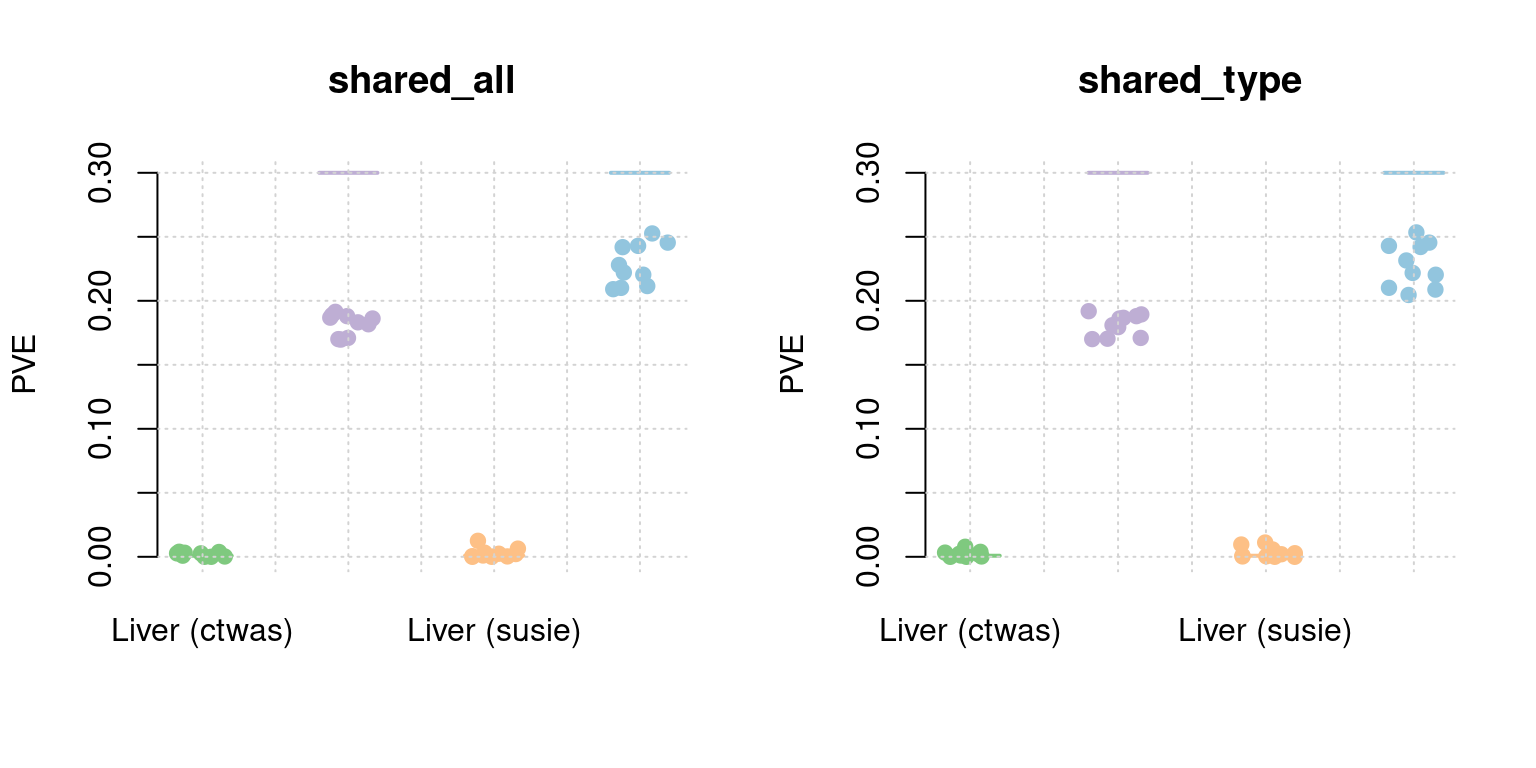 shared_all
PVE
0.30
0.20
0.10
0.00
Liver (ctwas)
Liver (susie)
shared_type
PVE
0.30
0.20
0.10
0.00
Liver (ctwas)
Liver (susie)